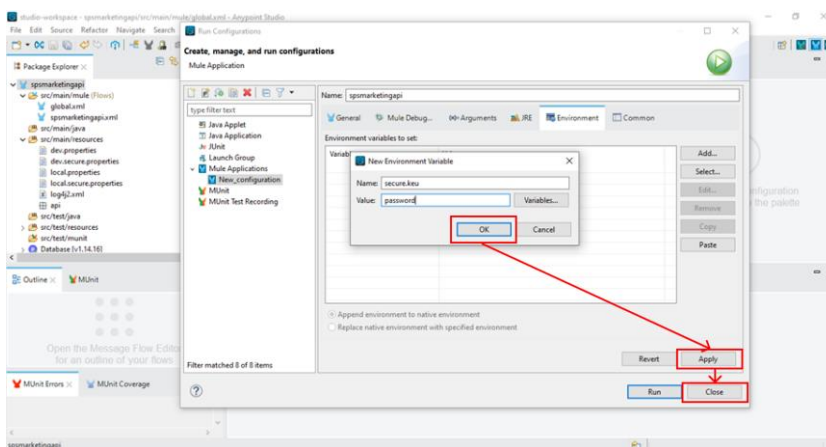 studio-workspace - spsmarketingapi/src/main/mule/global.xml - Anypoint Studio
File Edit Source Refactor Navigate Search
Package Explorer
spsmarketingapi
src/main/mule (Flows)
global.xml
spsmarketingapi.xml
src/main/java
src/main/resources
dev.properties
dev.secure.properties
local.properties
local.secure.properties
log4j2.xml
api
src/test/java
src/test/resources
src/test/munit
Database [v1.14.16]
Outline
MUnit
Open the Message Flow Editor
for an outline of your flows
MUnit Errors
MUnit Coverage
spsmarketingapi
Run Configurations
Create, manage, and run configurations
Mule Application
type filter text
Java Applet
Java Application
JUnit
Launch Group
Mule Applications
New_configuration
MUnit
MUnit Test Recording
Filter matched 8 of 8 items
Name: spsmarketingapi
General
Mule Debug...
Arguments
JRE
Environment
Common
Environment variables to set:
Variabl
Add...
Select...
Edit...
Remove
Copy
Paste
New Environment Variable
Name: secure.keu
Value: password
Variables...
OK
Cancel
Append environment to native environment
Replace native environment with specified environment
Revert
Apply
Run
Close
nfiguration
the palette